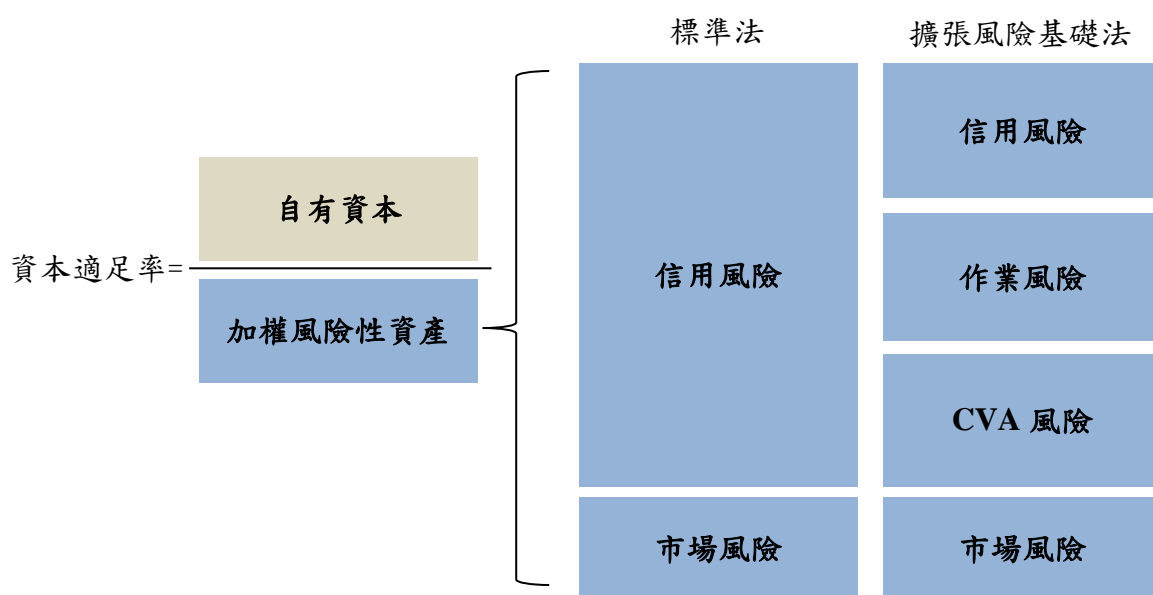 標準法
擴張風險基礎法
自有資本
資本適足率=
加權風險性資產
信用風險
市場風險
信用風險
作業風險
CVA 風險
市場風險